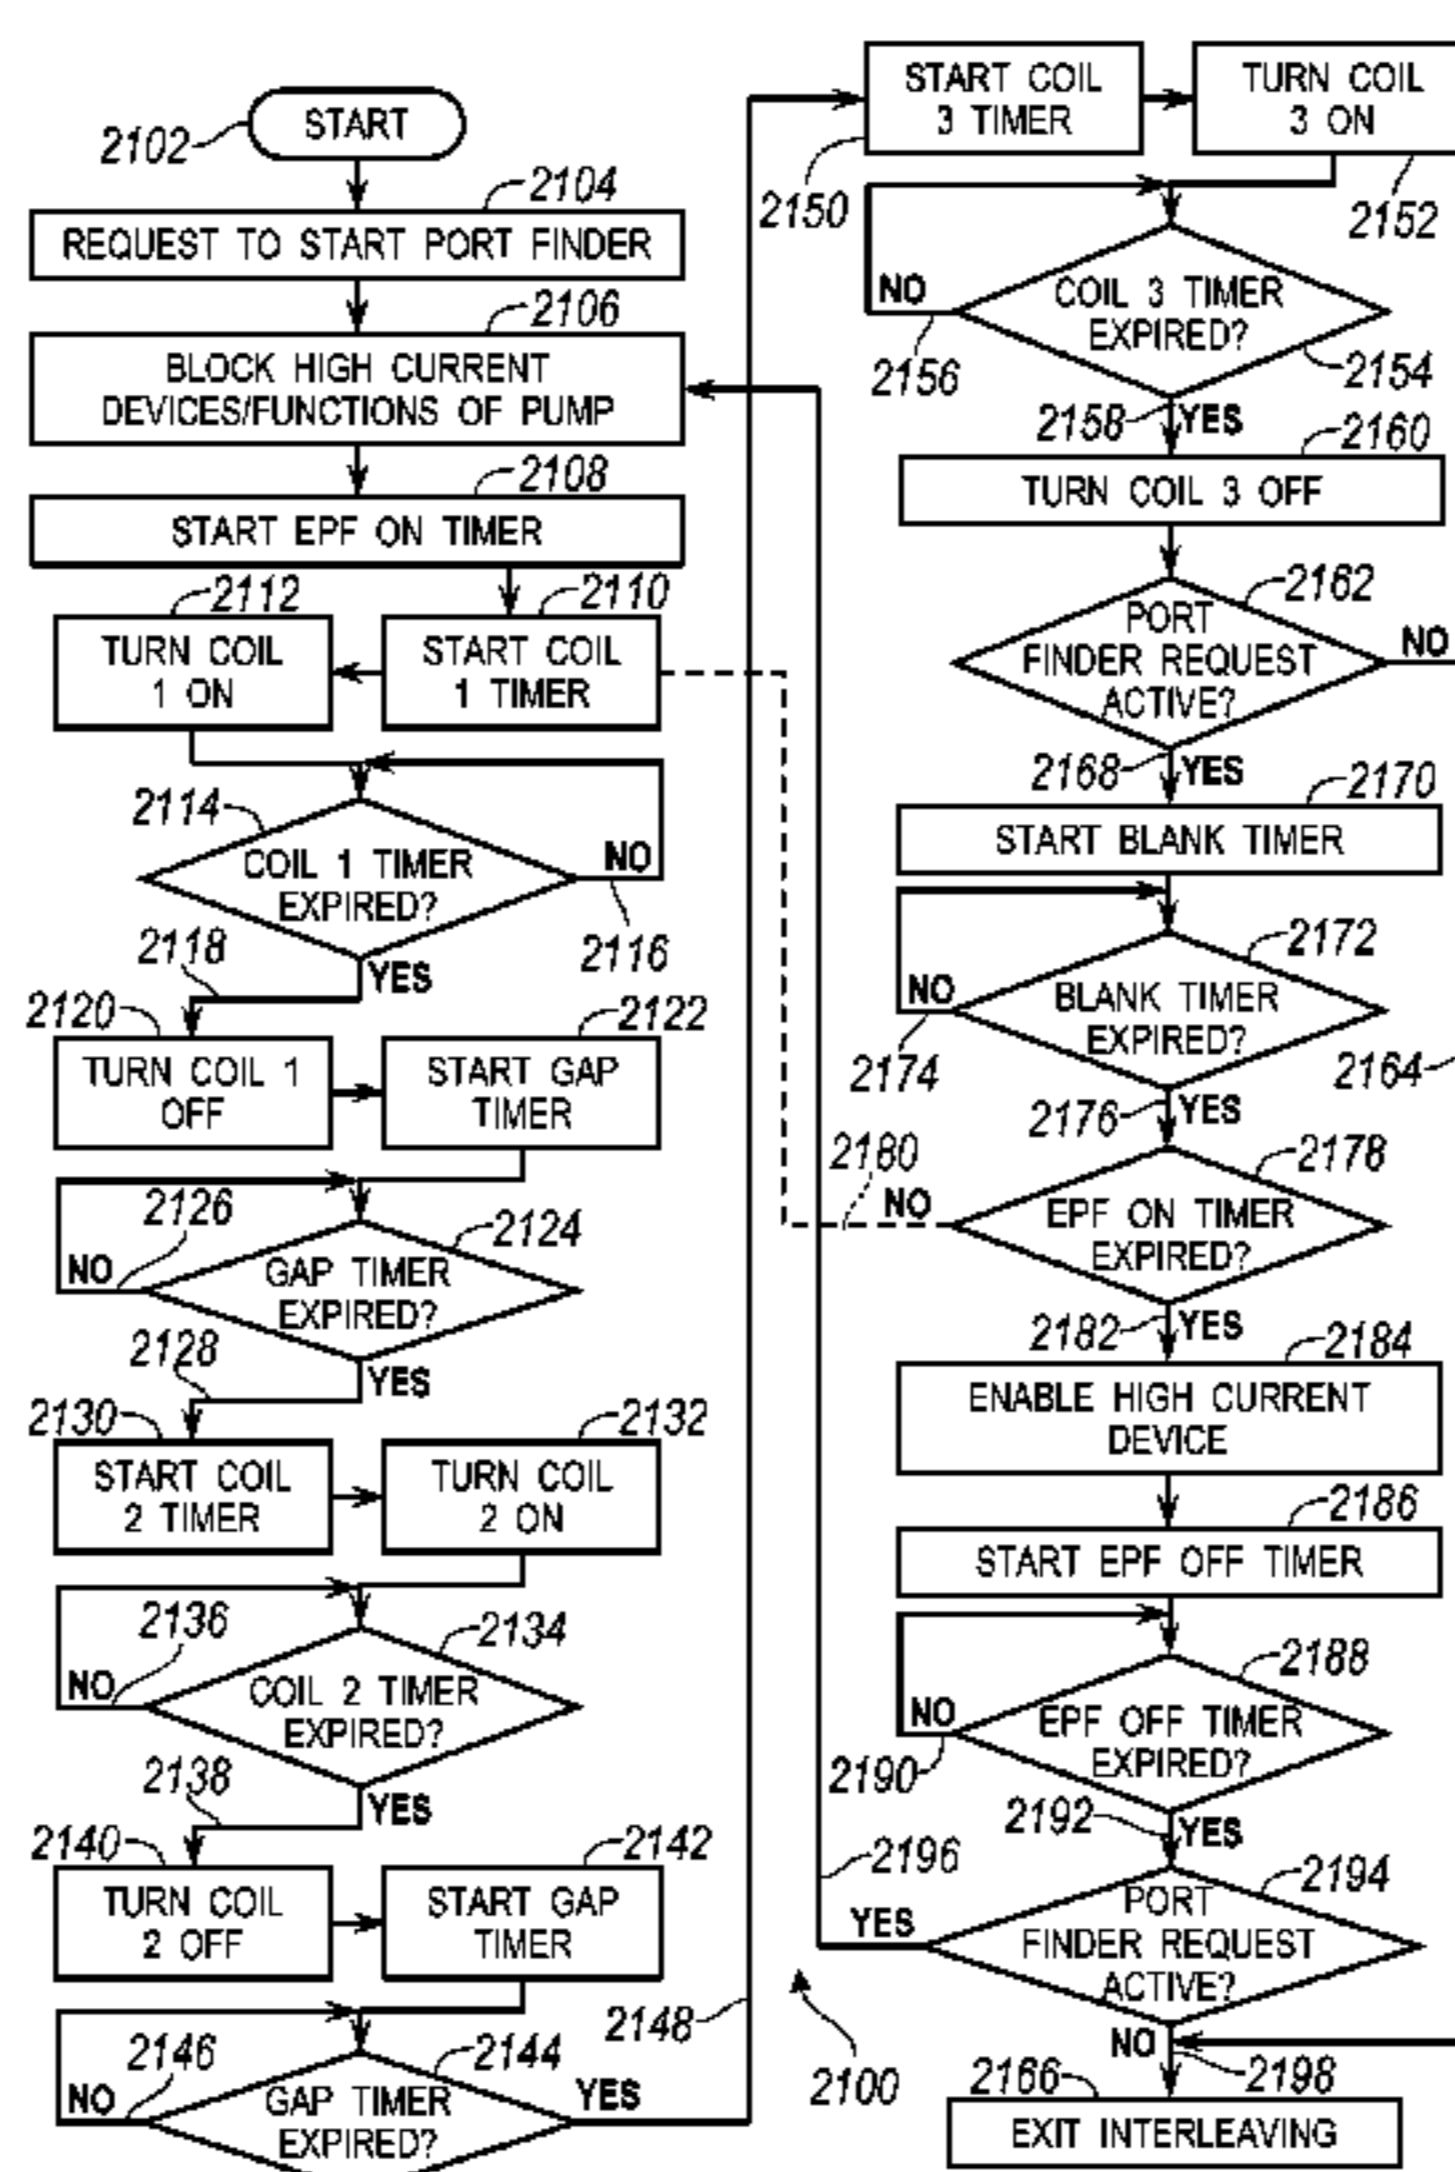 START
2102
2104
REQUEST TO START PORT FINDER
2106
BLOCK HIGH CURRENT
DEVICES/FUNCTIONS OF PUMP
2108
START EPF ON TIMER
2112
2110
TURN COIL
1 ON
START COIL
1 TIMER
2114
COIL 1 TIMER
EXPIRED?
NO
2116
2118
YES
2120
2122
TURN COIL 1
OFF
START GAP
TIMER
2126
2124
NO
GAP TIMER
EXPIRED?
2128
YES
2130
2132
START COIL
2 TIMER
TURN COIL
2 ON
2136
2134
NO
COIL 2 TIMER
EXPIRED?
2138
YES
2140
2142
TURN COIL
2 OFF
START GAP
TIMER
2148
2146
2144
NO
GAP TIMER
EXPIRED?
YES
START COIL
3 TIMER
TURN COIL
3 ON
2150
2152
NO
COIL 3 TIMER
EXPIRED?
2156
2154
2158
YES
2160
TURN COIL 3 OFF
2162
PORT
FINDER REQUEST
ACTIVE?
NO
2168
YES
2170
START BLANK TIMER
2172
NO
BLANK TIMER
EXPIRED?
2174
2164
2176
YES
2180
2178
NO
EPF ON TIMER
EXPIRED?
2182
YES
2184
ENABLE HIGH CURRENT
DEVICE
2186
START EPF OFF TIMER
2188
NO
EPF OFF TIMER
EXPIRED?
2190
2192
YES
2196
2194
YES
PORT
FINDER REQUEST
ACTIVE?
2100
NO
2166
2198
EXIT INTERLEAVING